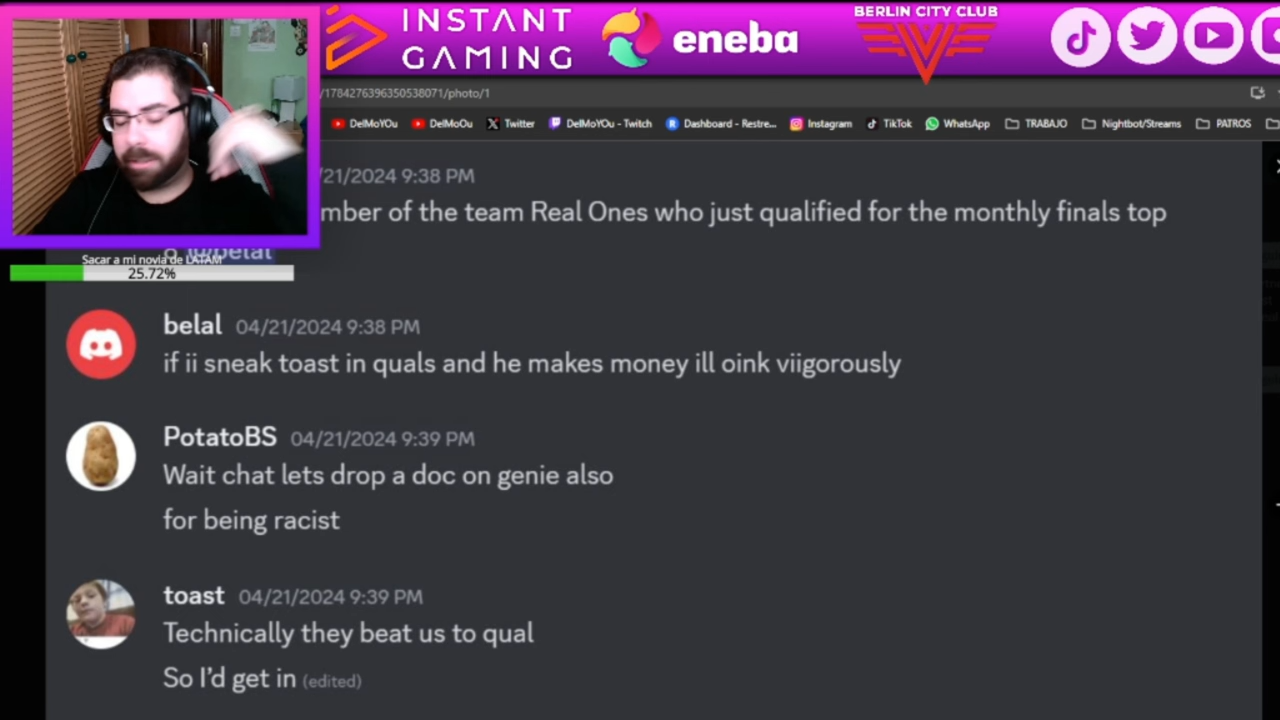 INSTANT
GAMING
eneba
BERLIN CITY CLUB
/1784276396350538071/photo/1
DelMoYOu
DelMoOu
Twitter
DelMoYOu - Twitch
Dashboard - Restre...
Instagram
TikTok
WhatsApp
TRABAJO
Nightbot/Streams
PATROS
/21/2024 9:38 PM
mber of the team Real Ones who just qualified for the monthly finals top
Sacar a mi novia de LATAM
25.72%
belal 04/21/2024 9:38 PM
if ii sneak toast in quals and he makes money ill oink viigorously
PotatoBS 04/21/2024 9:39 PM
Wait chat lets drop a doc on genie also
for being racist
toast 04/21/2024 9:39 PM
Technically they beat us to qual
So I'd get in (edited)